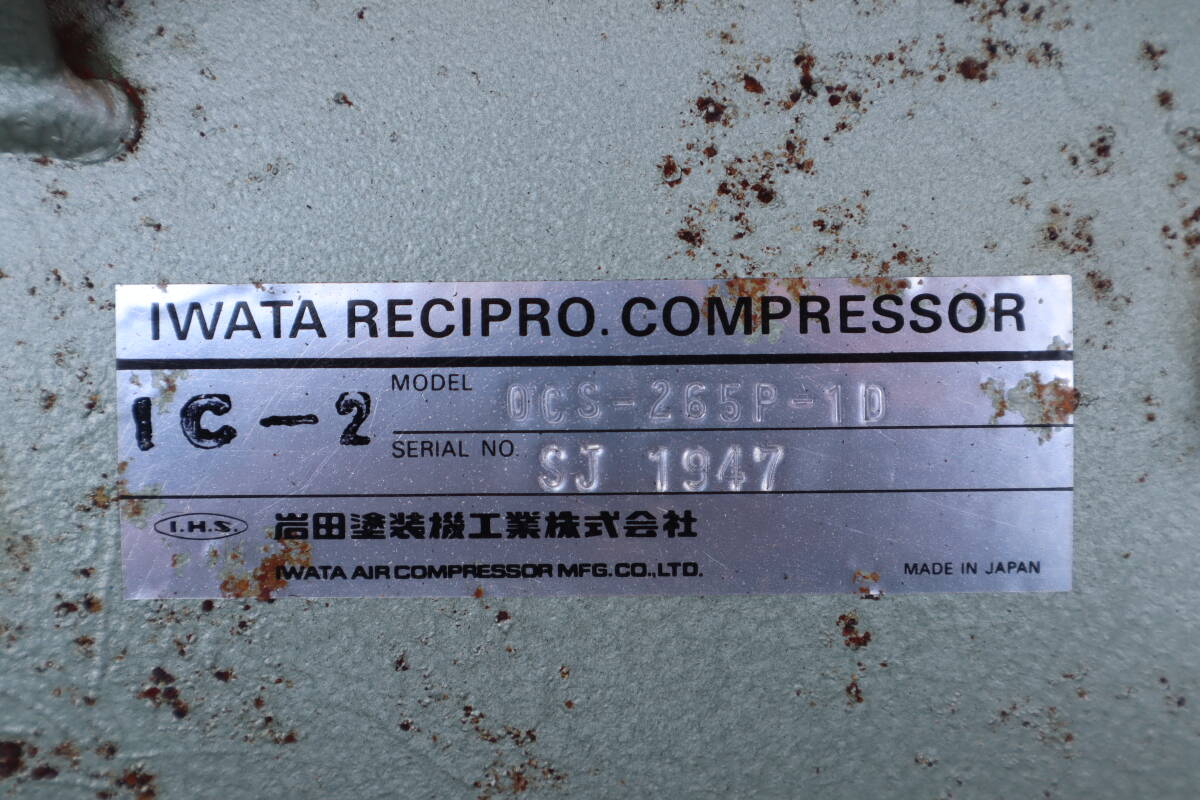 IWATA RECIPRO. COMPRESSOR
IC-2
MODEL OCS-265P-1D
SERIAL NO. SJ 1947
I.H.S. 岩田塗装機工業株式会社
IWATA AIR COMPRESSOR MFG. CO., LTD.
MADE IN JAPAN